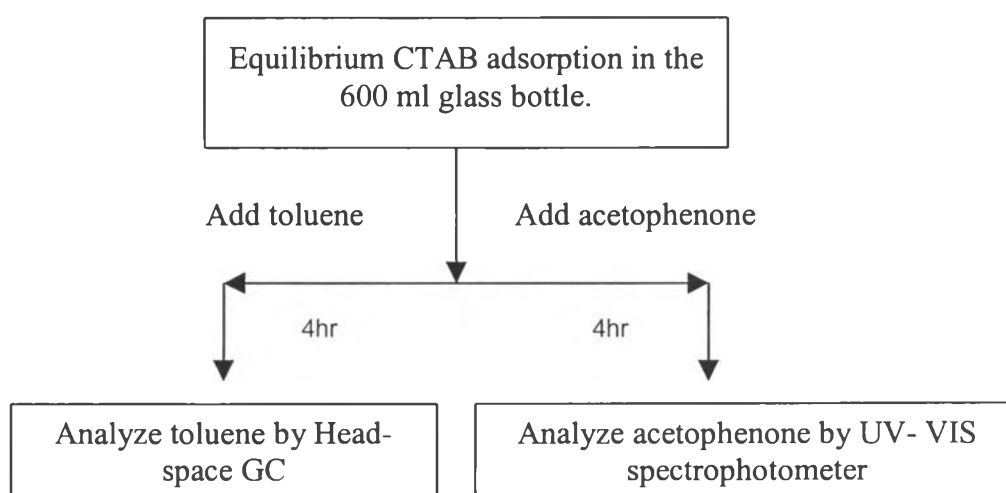 Equilibrium CTAB adsorption in the
600 ml glass bottle.
Add toluene
Add acetophenone
4hr
4hr
Analyze toluene by Head-
space GC
Analyze acetophenone by UV- VIS
spectrophotometer